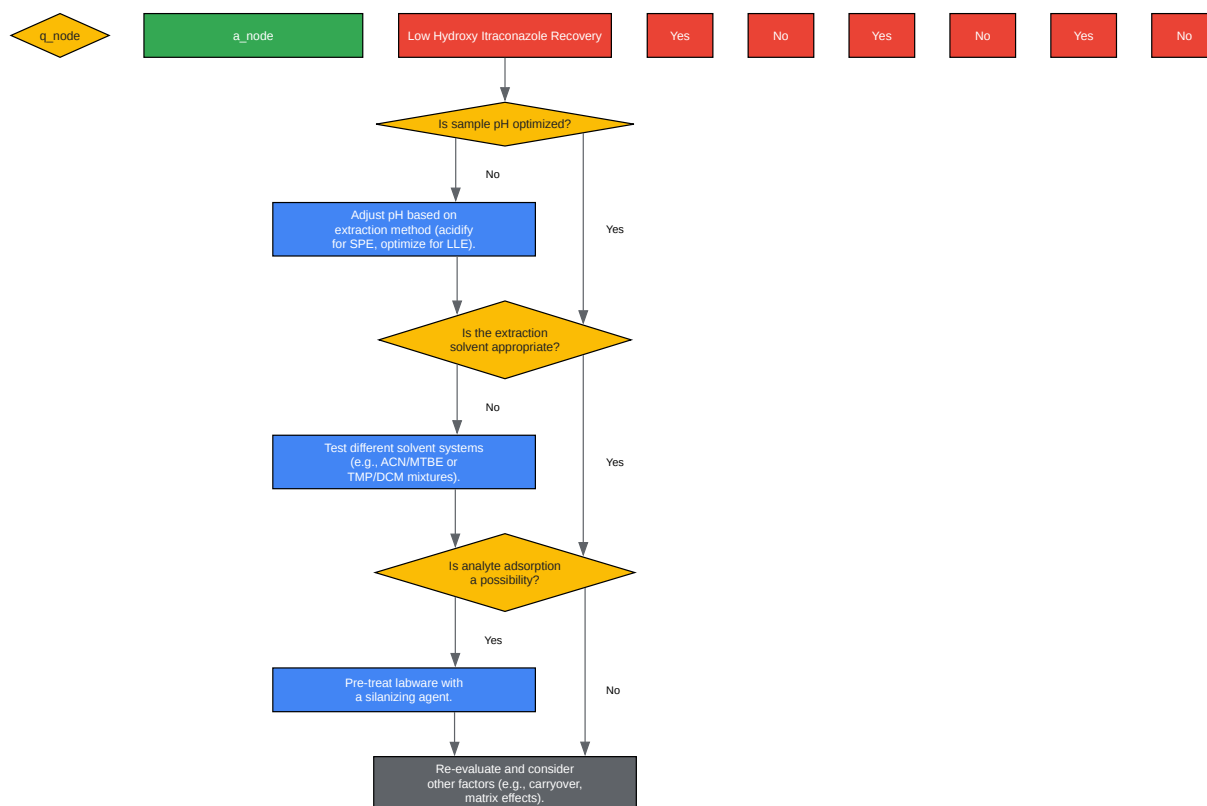 q_node
a_node
Low Hydroxy Itraconazole Recovery
Yes
No
Yes
No
Yes
No
Is sample pH optimized?
No
Adjust pH based on
extraction method (acidify
for SPE, optimize for LLE).
Yes
Is the extraction
solvent appropriate?
No
Test different solvent systems
(e.g., ACN/MTBE or
TMP/DCM mixtures).
Yes
Is analyte adsorption
a possibility?
Yes
Pre-treat labware with
a silanizing agent.
No
Re-evaluate and consider
other factors (e.g., carryover,
matrix effects).